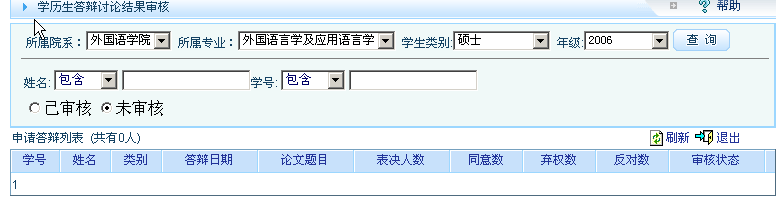 学历生答辩讨论结果审核 帮助
所属院系：外国语学院 所属专业：外国语言学及应用语言学 学生类别:硕士 年级:2006 查 询
姓名:包含 学号:包含
已审核 未审核
申请答辩列表 (共有0人) 刷新 退出
学号 姓名 类别 答辩日期 论文题目 表决人数 同意数 弃权数 反对数 审核状态
1